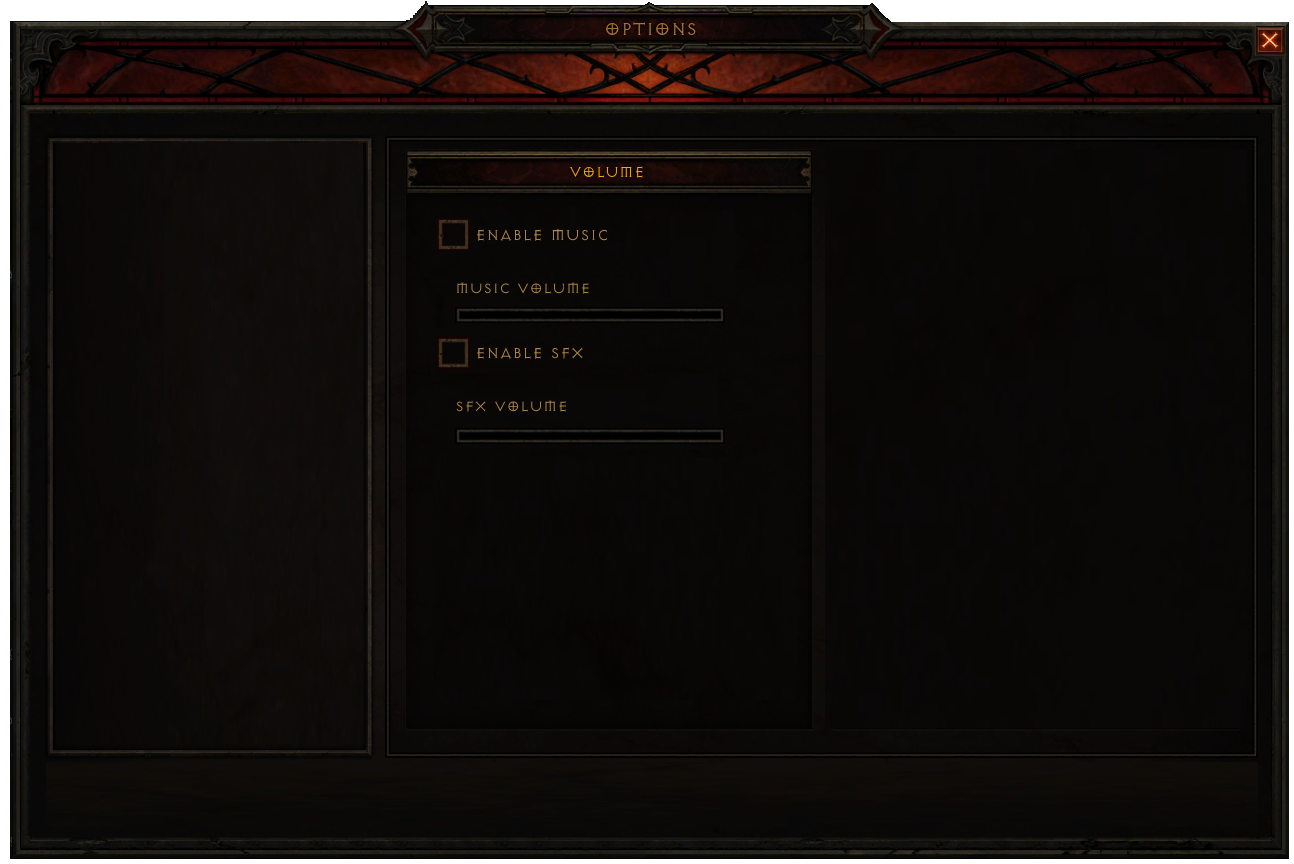 OPTIONS
VOLUME
ENABLE MUSIC
MUSIC VOLUME
ENABLE SFX
SFX VOLUME